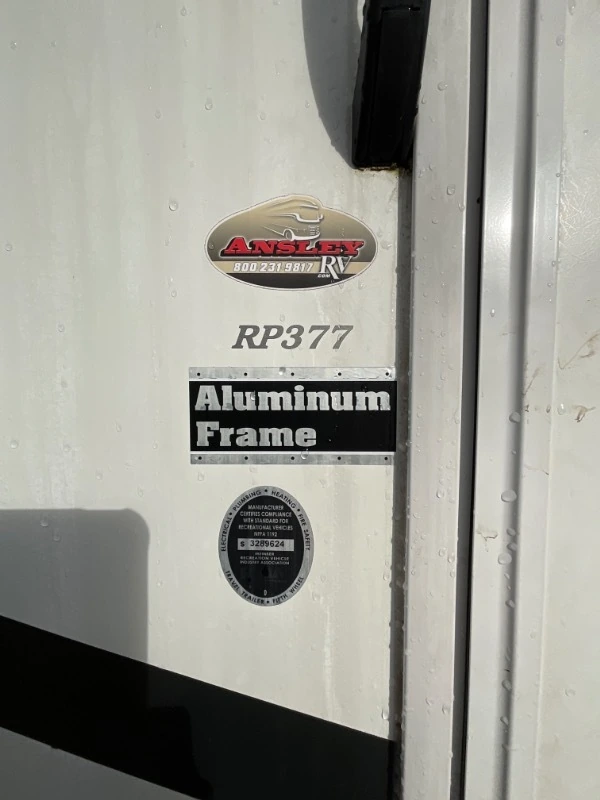 ANSLEY
RV
800 231 9817
.COM
RP377
Aluminum
Frame
ELECTRICAL • PLUMBING • HEATING • FIRE SAFETY
MANUFACTURER
CERTIFIES COMPLIANCE
WITH STANDARD FOR
RECREATIONAL VEHICLES
NFPA 1192
S 3289624
MEMBER
RECREATION VEHICLE
INDUSTRY ASSOCIATION
TRAVEL TRAILER • FIFTH WHEEL